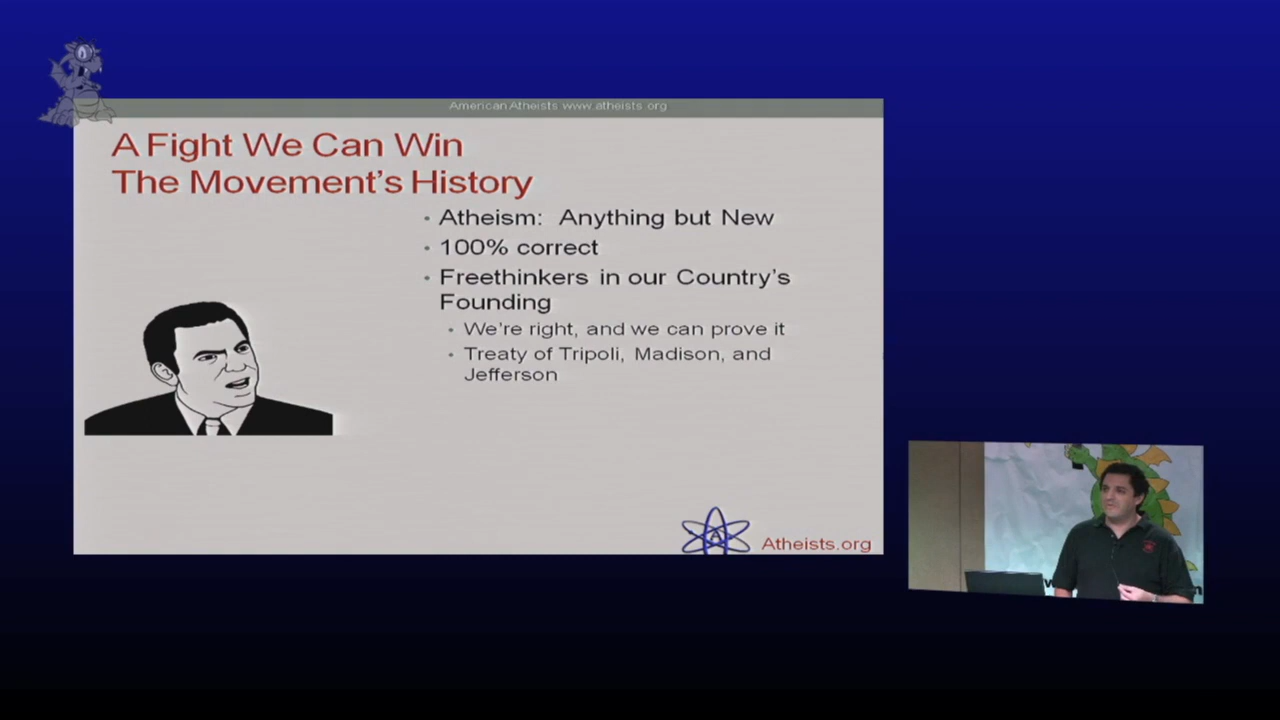 American Atheists www.atheists.org
A Fight We Can Win
The Movement's History
• Atheism: Anything but New
• 100% correct
• Freethinkers in our Country's
Founding
• We're right, and we can prove it
• Treaty of Tripoli, Madison, and
Jefferson
A
Atheists.org